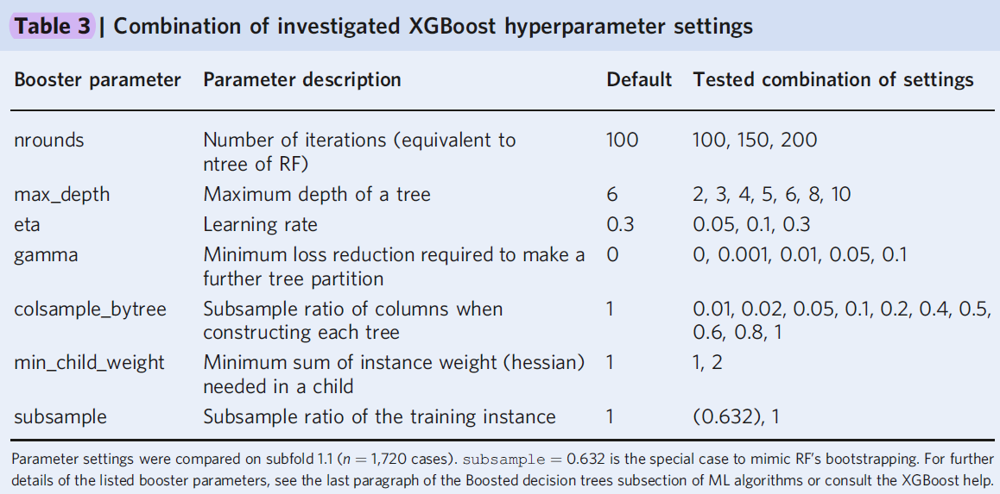 Table 3 | Combination of investigated XGBoost hyperparameter settings
Booster parameter Parameter description Default Tested combination of settings
nrounds Number of iterations (equivalent to 100 100, 150, 200
ntree of RF)
max_depth Maximum depth of a tree 6 2, 3, 4, 5, 6, 8, 10
eta Learning rate 0.3 0.05, 0.1, 0.3
gamma Minimum loss reduction required to make a 0 0, 0.001, 0.01, 0.05, 0.1
further tree partition
colsample_bytree Subsample ratio of columns when 1 0.01, 0.02, 0.05, 0.1, 0.2, 0.4, 0.5,
constructing each tree 0.6, 0.8, 1
min_child_weight Minimum sum of instance weight (hessian) 1 1, 2
needed in a child
subsample Subsample ratio of the training instance 1 (0.632), 1
Parameter settings were compared on subfold 1.1 (n = 1,720 cases). subsample = 0.632 is the special case to mimic RF's bootstrapping. For further
details of the listed booster parameters, see the last paragraph of the Boosted decision trees subsection of ML algorithms or consult the XGBoost help.